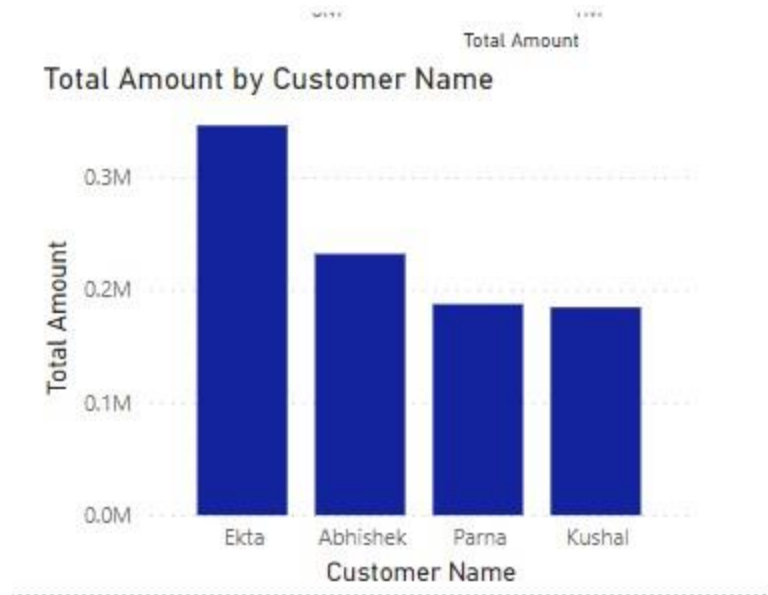 Total Amount
Total Amount by Customer Name
0.3M
0.2M
0.1M
0.0M
Total Amount
Ekta Abhishek Parna Kushal
Customer Name